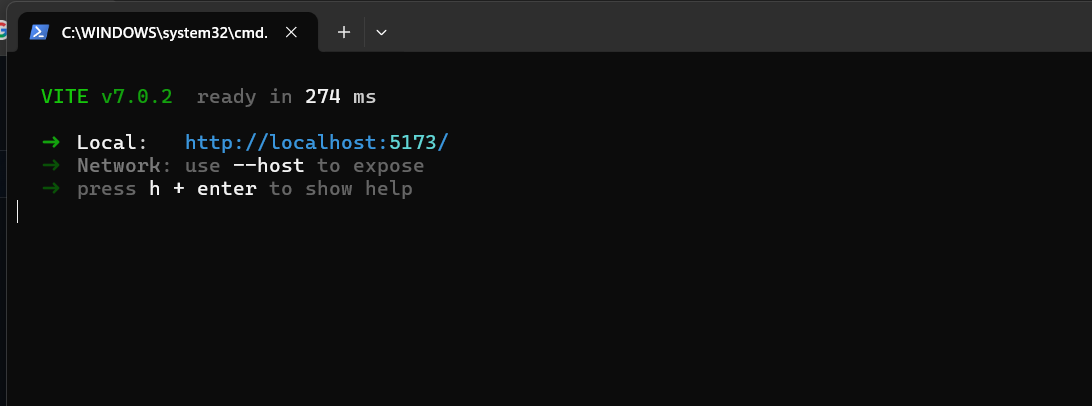 C:\WINDOWS\system32\cmd.
VITE v7.0.2 ready in 274 ms
➜ Local: http://localhost:5173/
➜ Network: use --host to expose
➜ press h + enter to show help